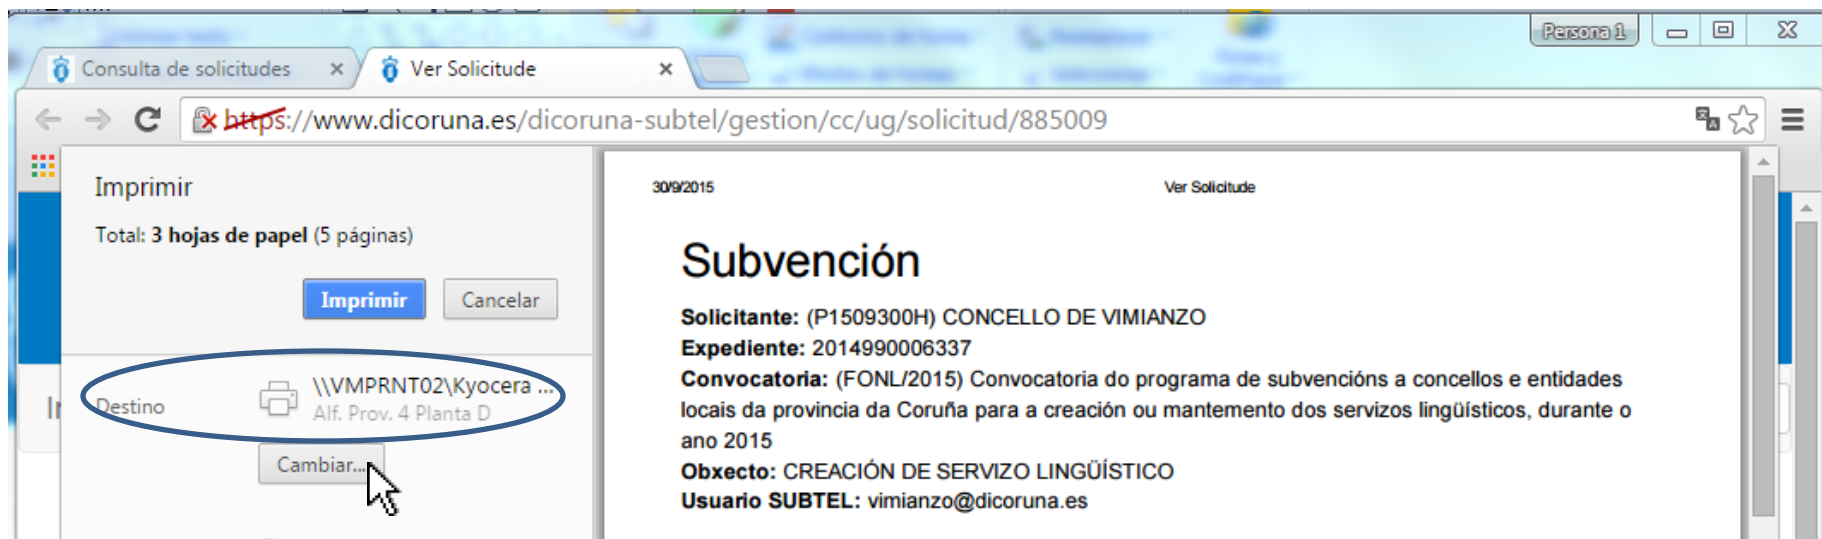 Persona 1
Consulta de solicitudes
Ver Solicitude
https://www.dicoruna.es/dicoruna-subtel/gestion/cc/ug/solicitud/885009
Imprimir
Total: 3 hojas de papel (5 páginas)
Imprimir Cancelar
Destino
\\VMPRNT02\Kyocera ...
Alf. Prov. 4 Planta D
Cambiar...
30/9/2015 Ver Solicitude
Subvención
Solicitante: (P1509300H) CONCELLO DE VIMIANZO
Expediente: 2014990006337
Convocatoria: (FONL/2015) Convocatoria do programa de subvencións a concellos e entidades
locais da provincia da Coruña para a creación ou mantemento dos servizos lingüísticos, durante o
ano 2015
Obxecto: CREACIÓN DE SERVIZO LINGÜÍSTICO
Usuario SUBTEL: vimianzo@dicoruna.es